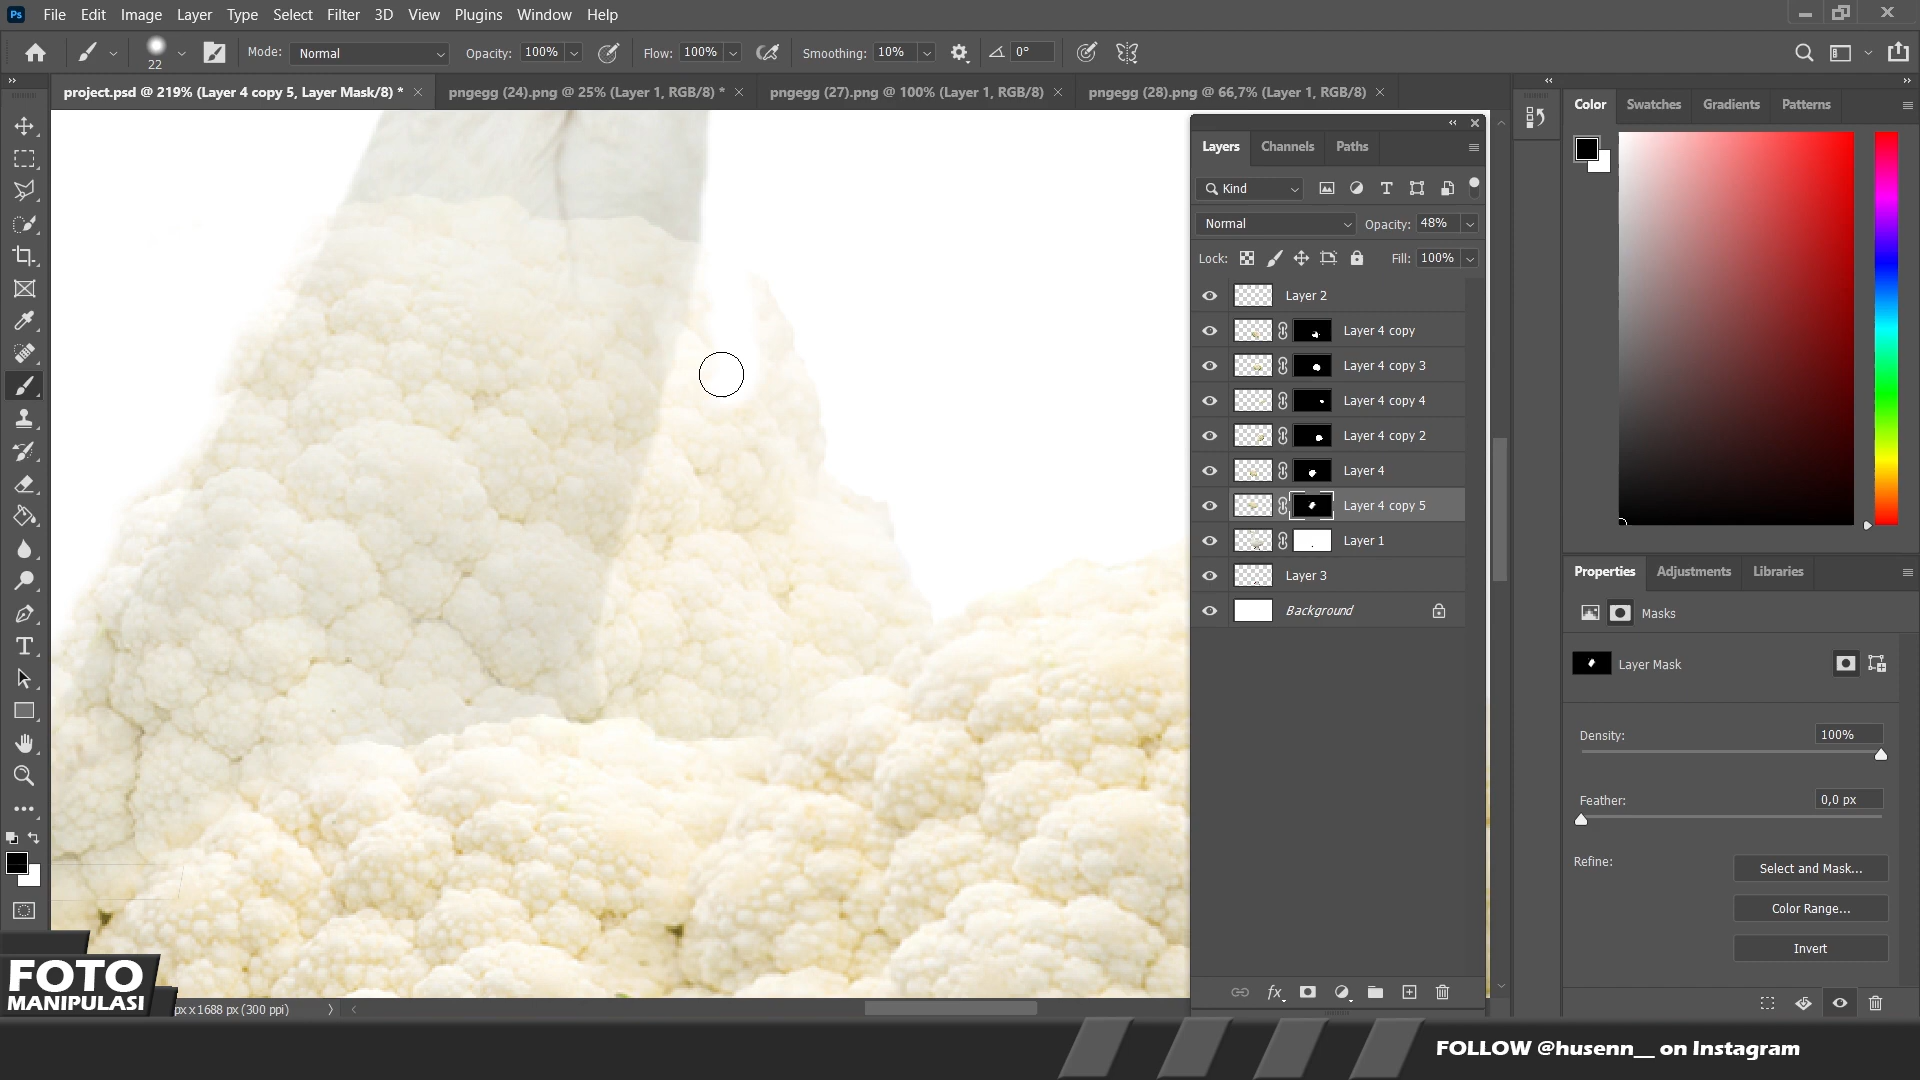 Ps File Edit Image Layer Type Select Filter 3D View Plugins Window Help
22 Mode: Normal Opacity: 100% Flow: 100% Smoothing: 10% 0°
project.psd @ 219% (Layer 4 copy 5, Layer Mask/8) * pngegg (24).png @ 25% (Layer 1, RGB/8) * pngegg (27).png @ 100% (Layer 1, RGB/8) pngegg (28).png @ 66,7% (Layer 1, RGB/8)
Layers Channels Paths
Kind
Normal Opacity: 48%
Lock: Fill: 100%
Layer 2
Layer 4 copy
Layer 4 copy 3
Layer 4 copy 4
Layer 4 copy 2
Layer 4
Layer 4 copy 5
Layer 1
Layer 3
Background
fx
Color Swatches Gradients Patterns
Properties Adjustments Libraries
Masks
Layer Mask
Density: 100%
Feather: 0,0 px
Refine:
Select and Mask...
Color Range...
Invert
px x 1688 px (300 ppi)
FOTO
MANIPULASI
FOLLOW @husenn__ on Instagram